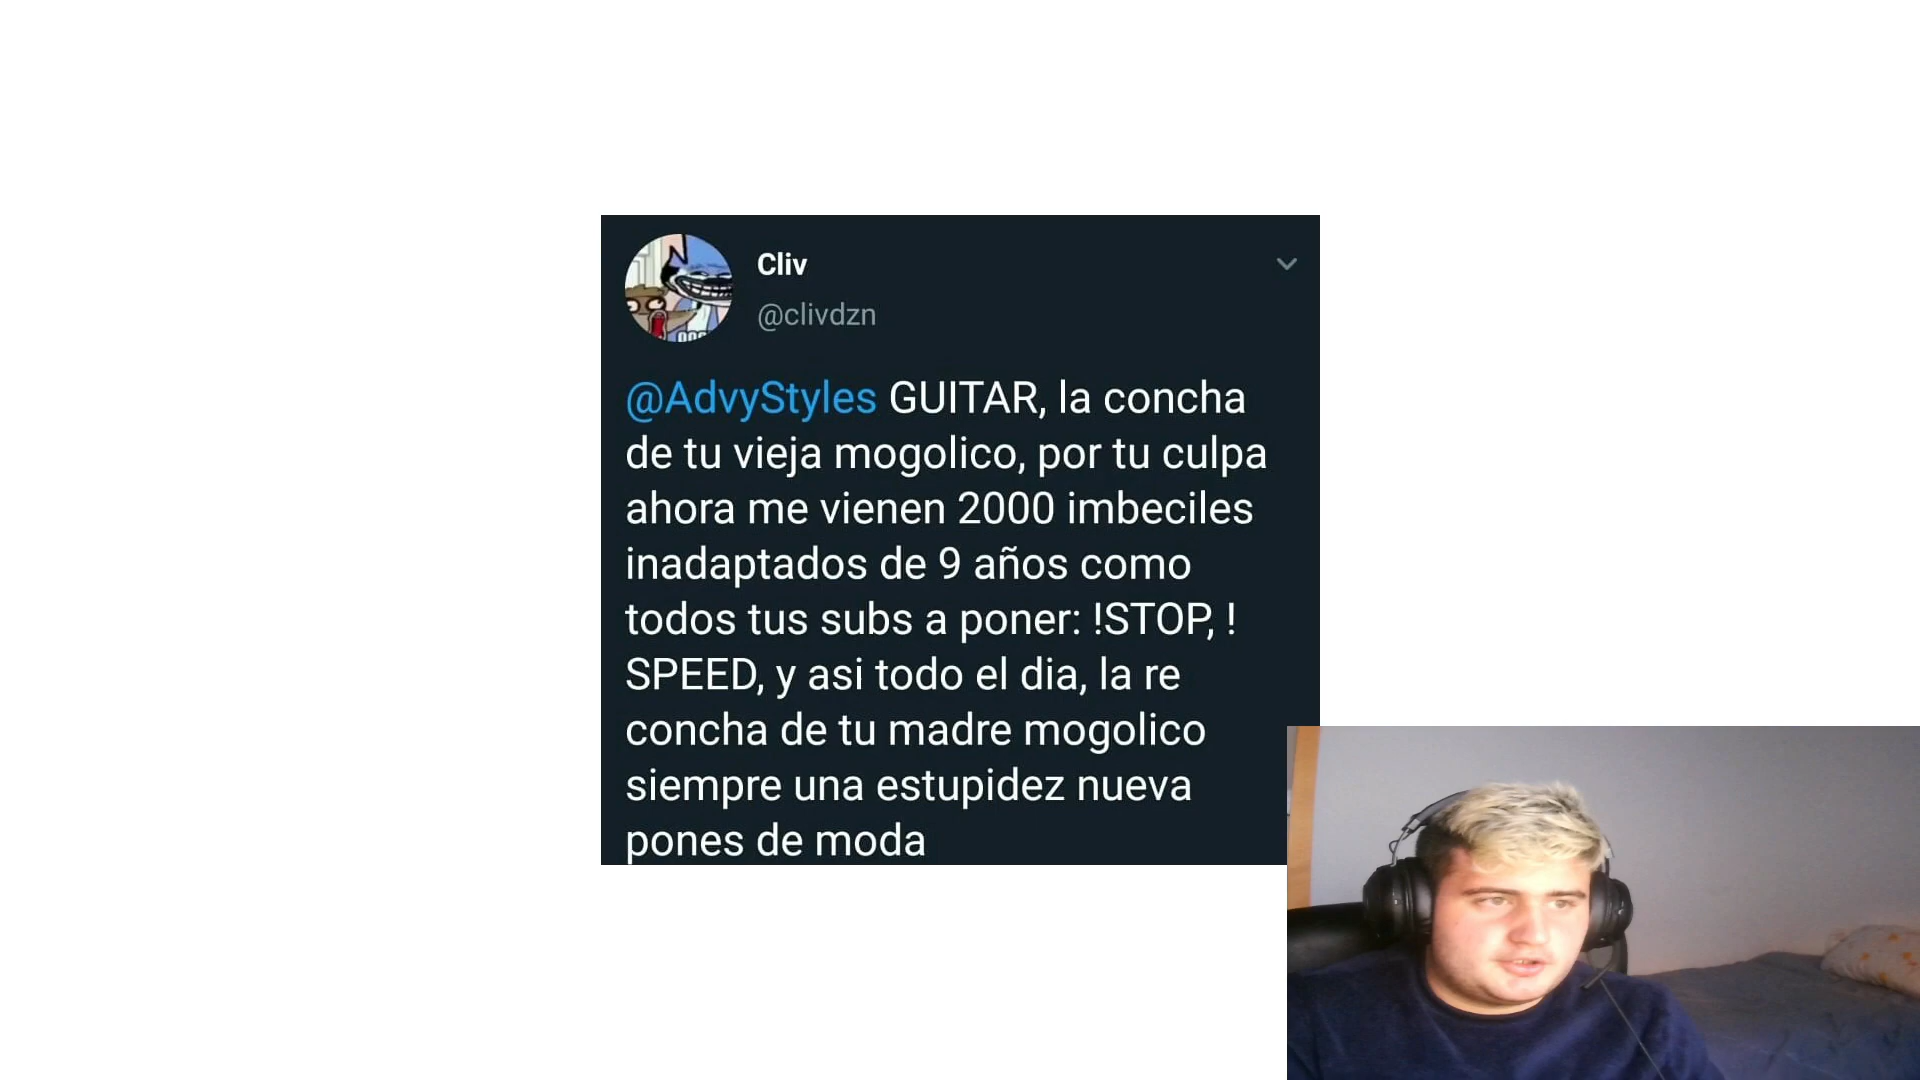 Cliv
@clivdzn
@AdvyStyles GUITAR, la concha
de tu vieja mogolico, por tu culpa
ahora me vienen 2000 imbeciles
inadaptados de 9 años como
todos tus subs a poner: !STOP, !
SPEED, y asi todo el dia, la re
concha de tu madre mogolico
siempre una estupidez nueva
pones de moda